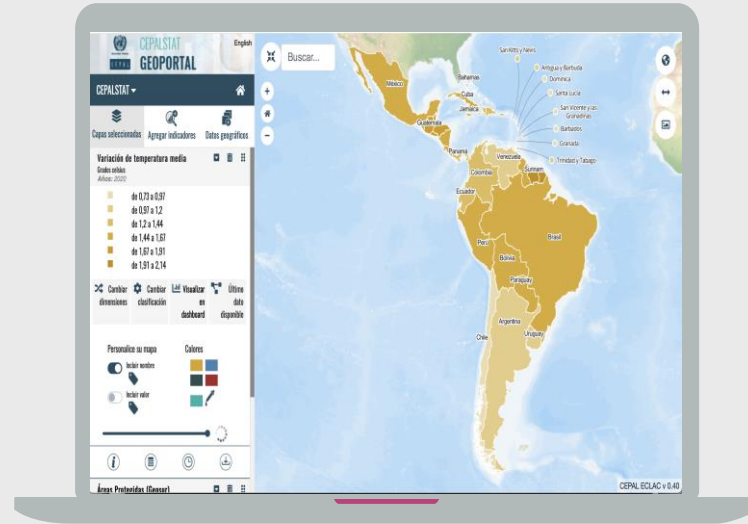 CEPALSTAT
GEOPORTAL
English
CEPAL
CEPALSTAT
Capas seleccionadas
Agregar indicadores
Datos geográficos
Variación de temperatura media
Grados celsius
Años: 2020
de 0,73 a 0,97
de 0,97 a 1,2
de 1,2 a 1,44
de 1,44 a 1,67
de 1,67 a 1,91
de 1,91 a 2,14
Cambiar dimensiones
Cambiar clasificación
Visualizar en dashboard
Último dato disponible
Personalice su mapa
Colores
Incluir nombre
Incluir valor
Áreas Protegidas (Geosur)
Buscar...
San Kitts y Nevis
Antigua y Barbuda
Dominica
Santa Lucía
San Vicente y las
Granadinas
Barbados
Granada
Trinidad y Tabago
México
Bahamas
Cuba
Jamaica
Guatemala
Panama
Venezuela
Surinam
Colombia
Ecuador
Perú
Brasil
Bolivia
Paraguay
Argentina
Uruguay
Chile
CEPAL ECLAC v 0.40